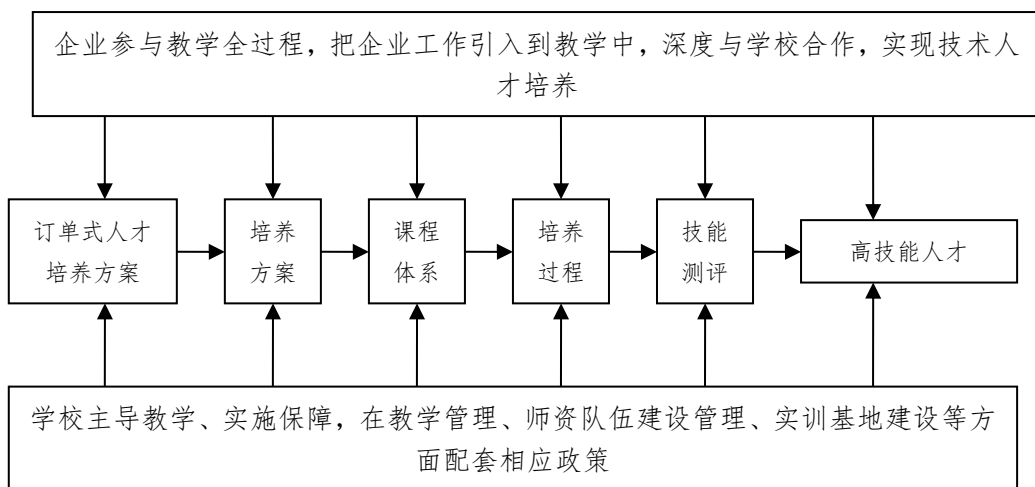 企业参与教学全过程，把企业工作引入到教学中，深度与学校合作，实现技术人
才培养
订单式人才
培养方案
培养
方案
课程
体系
培养
过程
技能
测评
高技能人才
学校主导教学、实施保障，在教学管理、师资队伍建设管理、实训基地建设等方
面配套相应政策